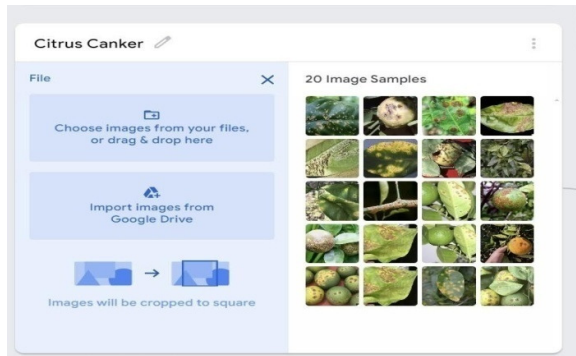 Citrus Canker
File
20 Image Samples
Choose images from your files,
or drag & drop here
Import images from
Google Drive
Images will be cropped to square